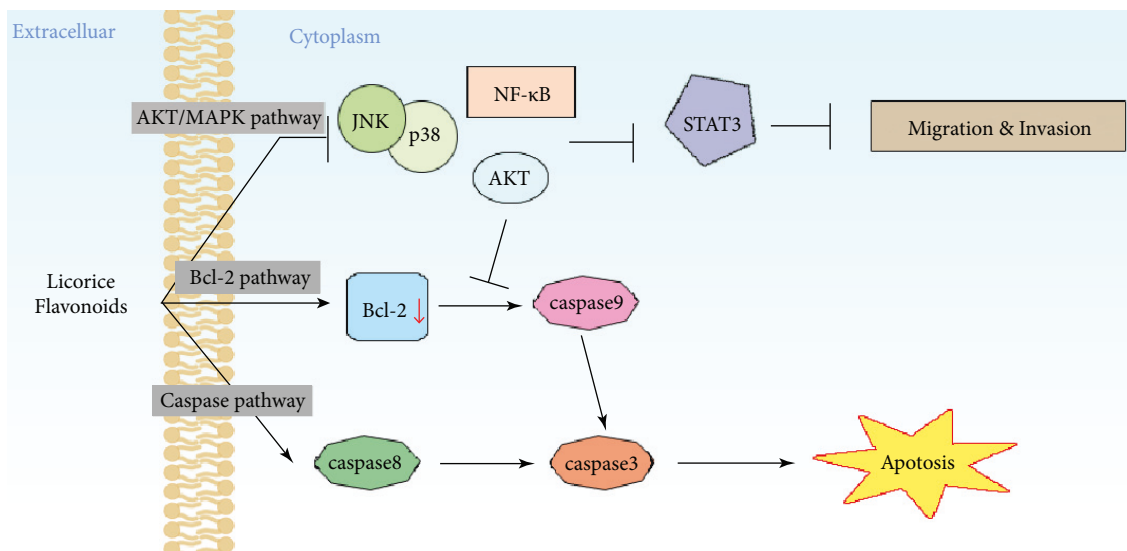 Extracelluar
Cytoplasm
AKT/MAPK pathway
JNK
p38
NF-κB
AKT
STAT3
Migration & Invasion
Licorice
Flavonoids
Bcl-2 pathway
Bcl-2
caspase9
Caspase pathway
caspase8
caspase3
Apotosis